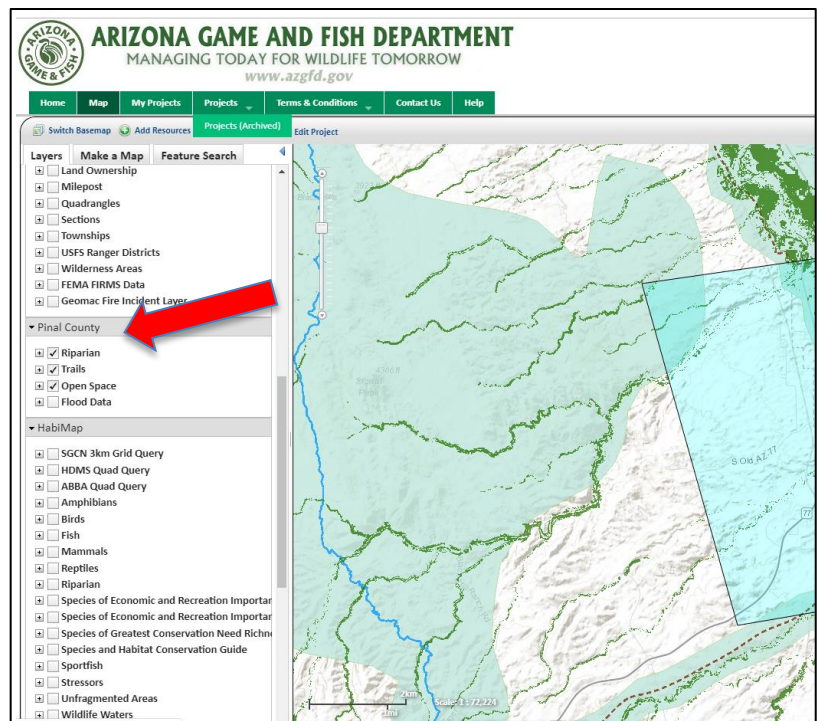 ARIZONA
GAME & FISH
ARIZONA GAME AND FISH DEPARTMENT
MANAGING TODAY FOR WILDLIFE TOMORROW
www.azgfd.gov
Home Map My Projects Projects Terms & Conditions Contact Us Help
Projects (Archived)
Switch Basemap Add Resources Edit Project
Layers Make a Map Feature Search
Land Ownership
Milepost
Quadrangles
Sections
Townships
USFS Ranger Districts
Wilderness Areas
FEMA FIRMS Data
Geomac Fire Incident Layer
Pinal County
Riparian
Trails
Open Space
Flood Data
HabiMap
SGCN 3km Grid Query
HDMS Quad Query
ABBA Quad Query
Amphibians
Birds
Fish
Mammals
Reptiles
Riparian
Species of Economic and Recreation Importan
Species of Economic and Recreation Importan
Species of Greatest Conservation Need Richn
Species and Habitat Conservation Guide
Sportfish
Stressors
Unfragmented Areas
Wildlife Waters
S Old AZ 77
77
2km
1mi
Scale: 1 : 72,224